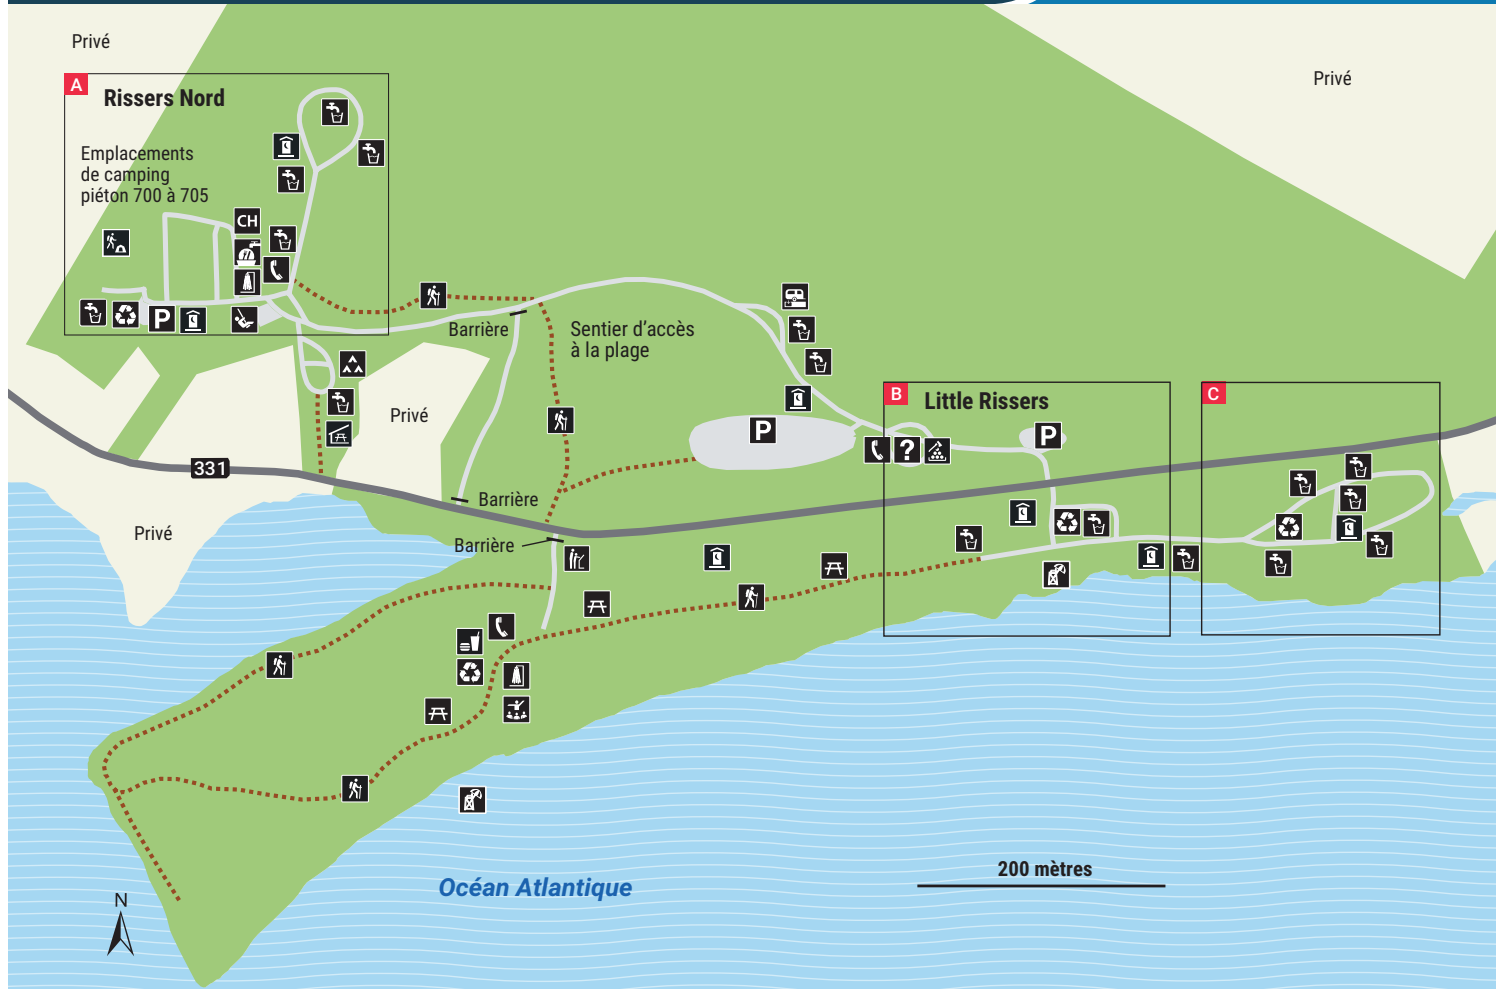 Privé
Privé
A
Rissers Nord
Emplacements
de camping
piéton 700 à 705
CH
P
Barrière
Sentier d’accès
à la plage
Privé
B
Little Rissers
C
P
?
P
331
Barrière
Privé
Barrière
200 mètres
Océan Atlantique
N